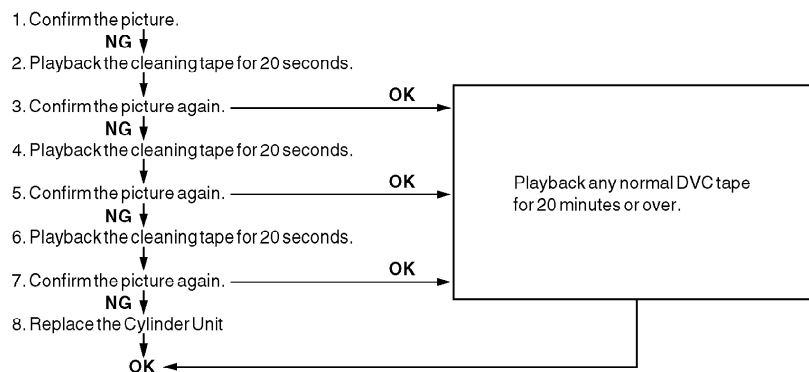 1. Confirm the picture.
NG
2. Playback the cleaning tape for 20 seconds.
3. Confirm the picture again.
OK
NG
4. Playback the cleaning tape for 20 seconds.
5. Confirm the picture again.
OK
NG
6. Playback the cleaning tape for 20 seconds.
7. Confirm the picture again.
OK
NG
8. Replace the Cylinder Unit
OK
Playback any normal DVC tape
for 20 minutes or over.